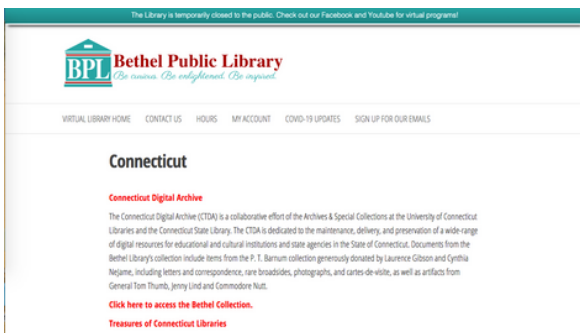 The Library is temporarily closed to the public. Check out our Facebook and Youtube for virtual programs!
BPL
Bethel Public Library
Be curious. Be enlightened. Be inspired.
VIRTUAL LIBRARY HOME CONTACT US HOURS MY ACCOUNT COVID-19 UPDATES SIGN UP FOR OUR EMAILS
Connecticut
Connecticut Digital Archive
The Connecticut Digital Archive (CTDA) is a collaborative effort of the Archives & Special Collections at the University of Connecticut
Libraries and the Connecticut State Library. The CTDA is dedicated to the maintenance, delivery, and preservation of a wide-range
of digital resources for educational and cultural institutions and state agencies in the State of Connecticut. Documents from the
Bethel Library's collection include items from the P. T. Barnum collection generously donated by Laurence Gibson and Cynthia
Nejame, including letters and correspondence, rare broadsides, photographs, and cartes-de-visite, as well as artifacts from
General Tom Thumb, Jenny Lind and Commodore Nutt.
Click here to access the Bethel Collection.
Treasures of Connecticut Libraries